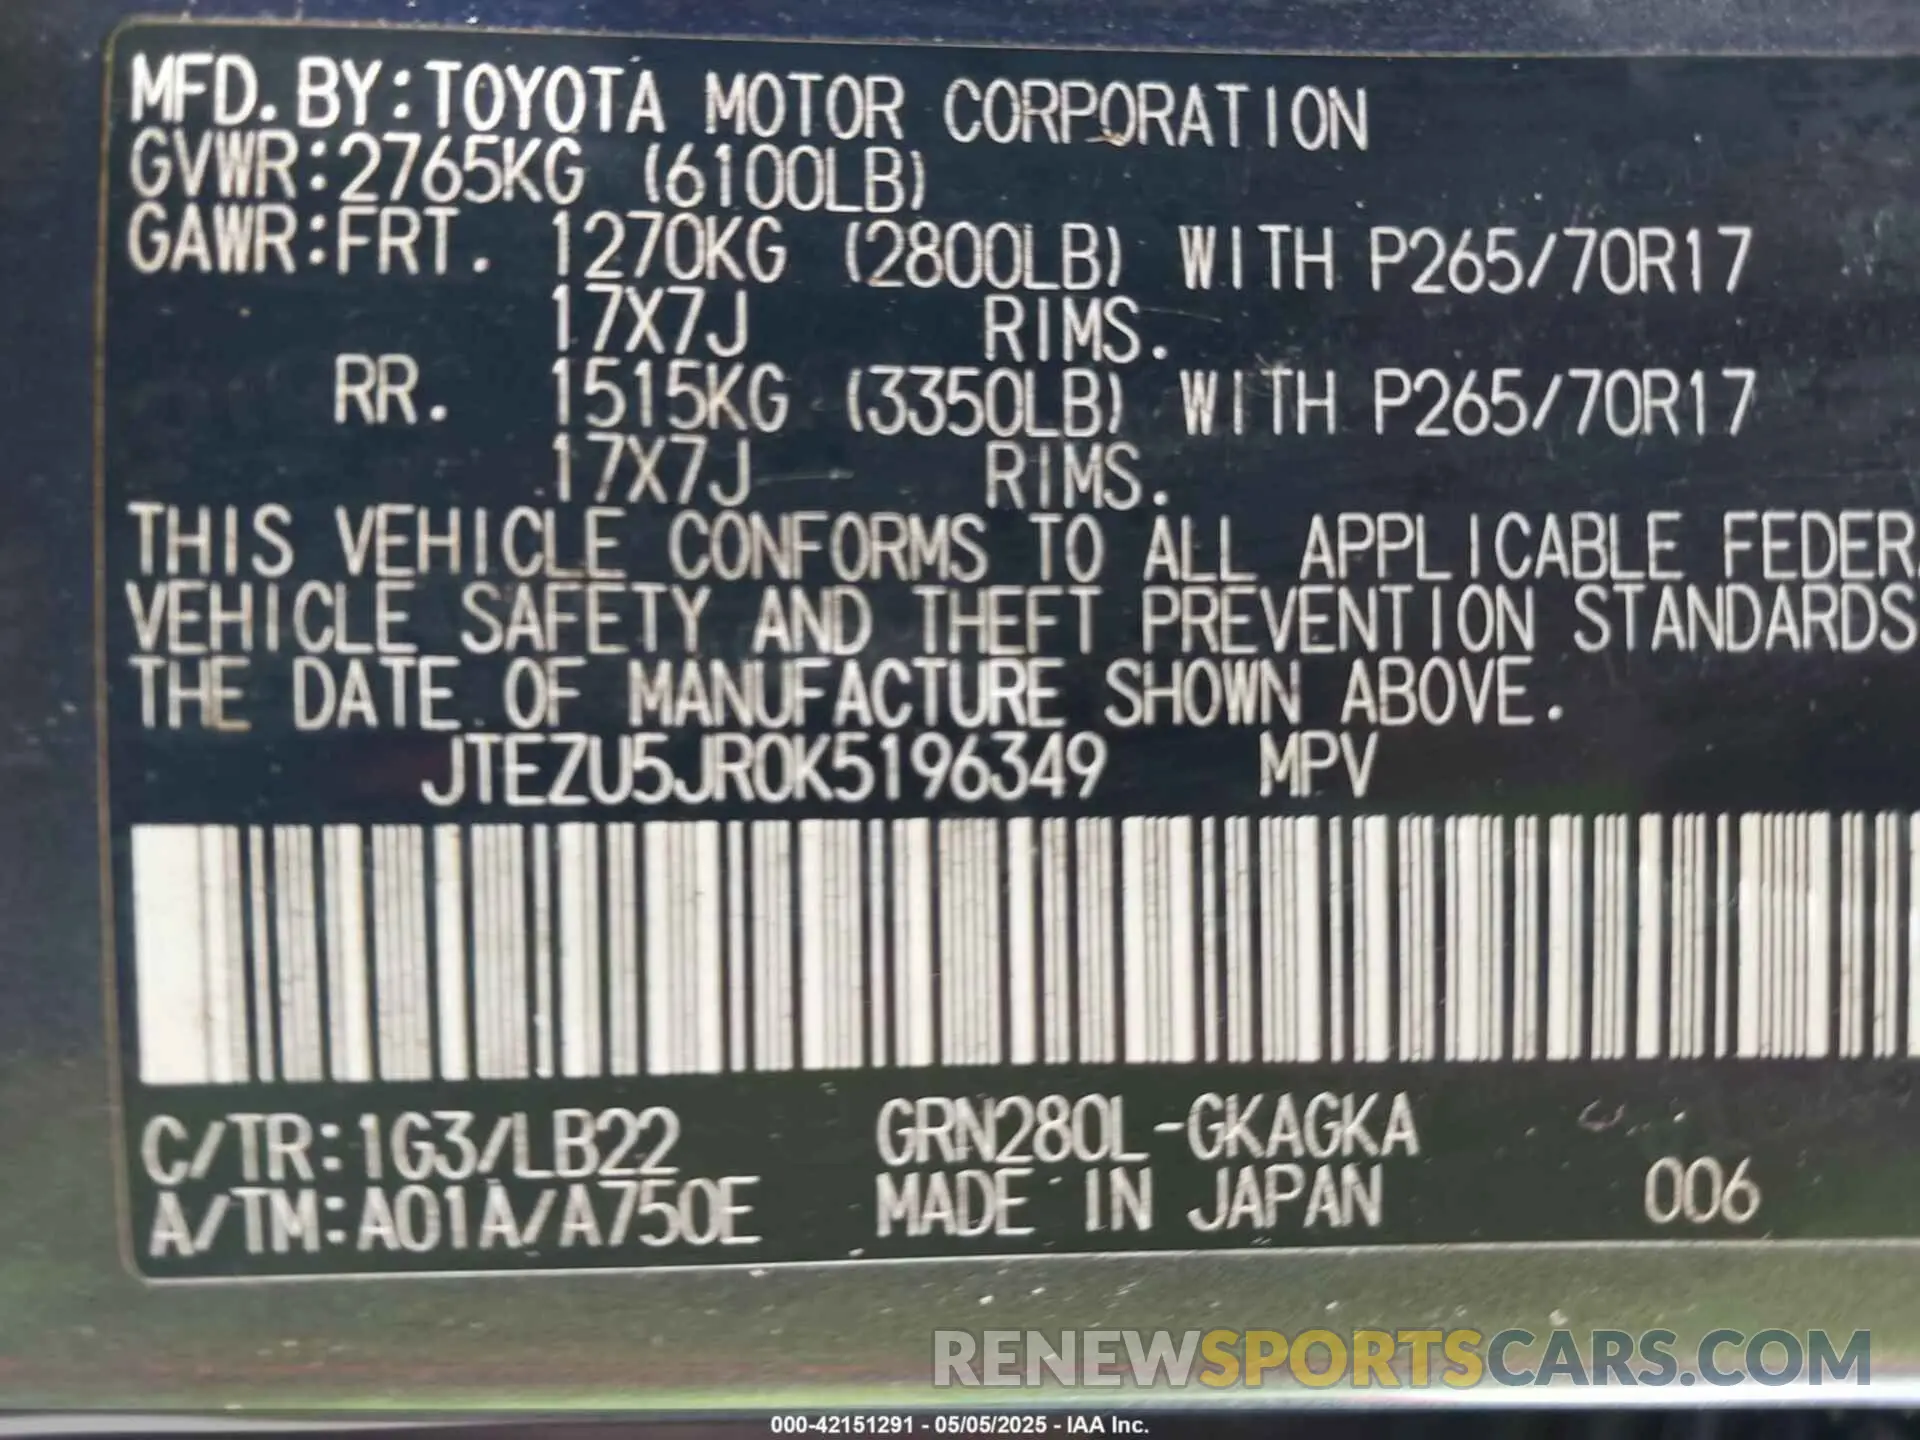 MFD. BY: TOYOTA MOTOR CORPORATION
GVWR: 2765KG (6100LB)
GAWR: FRT. 1270KG (2800LB) WITH P265/70R17
17X7J RIMS.
RR. 1515KG (3350LB) WITH P265/70R17
17X7J RIMS.
THIS VEHICLE CONFORMS TO ALL APPLICABLE FEDERA
VEHICLE SAFETY AND THEFT PREVENTION STANDARDS
THE DATE OF MANUFACTURE SHOWN ABOVE.
JTEZU5JR0K5196349 MPV
C/TR: 1G3/LB22 GRN280L-GKAGKA
A/TM: A01A/A750E MADE IN JAPAN 006
RENEWSPORTSCARS.COM
000-42151291 - 05/05/2025 - IAA Inc.